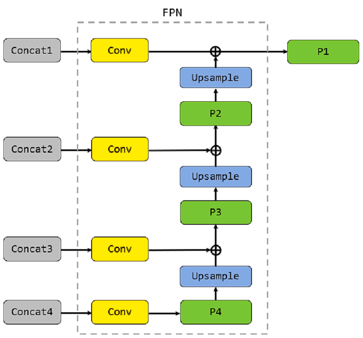 FPN
Concat1 Conv P1
Upsample
P2
Concat2 Conv
Upsample
P3
Concat3 Conv
Upsample
Concat4 Conv P4